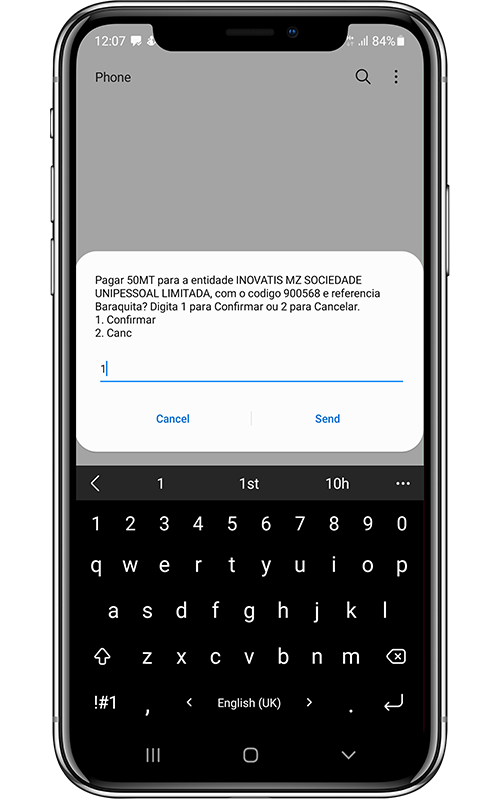 12:07 84%
Phone
Pagar 50MT para a entidade INOVATIS MZ SOCIEDADE
UNIPESSOAL LIMITADA, com o codigo 900568 e referencia
Baraquita? Digita 1 para Confirmar ou 2 para Cancelar.
1. Confirmar
2. Canc
1
Cancel Send
1 1st 10h
1 2 3 4 5 6 7 8 9 0
q w e r t y u i o p
a s d f g h j k l
z x c v b n m
!#1 , < English (UK) > .